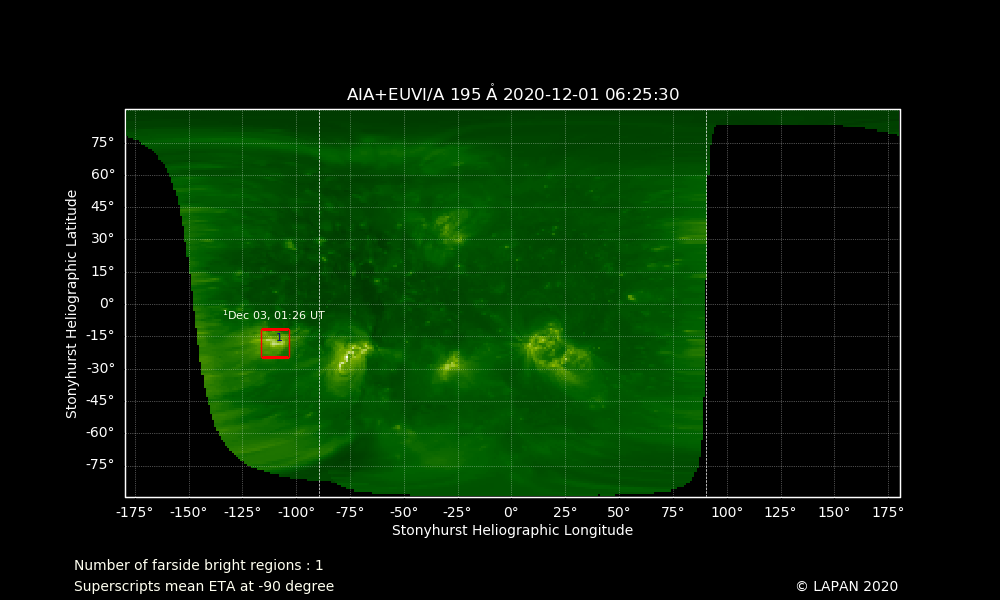 AIA+EUVI/A 195 Å 2020-12-01 06:25:30
Stonyhurst Heliographic Latitude
75°
60°
45°
30°
15°
0°
-15°
-30°
-45°
-60°
-75°
¹Dec 03, 01:26 UT
1
-175° -150° -125° -100° -75° -50° -25° 0° 25° 50° 75° 100° 125° 150° 175°
Stonyhurst Heliographic Longitude
Number of farside bright regions : 1
Superscripts mean ETA at -90 degree
© LAPAN 2020